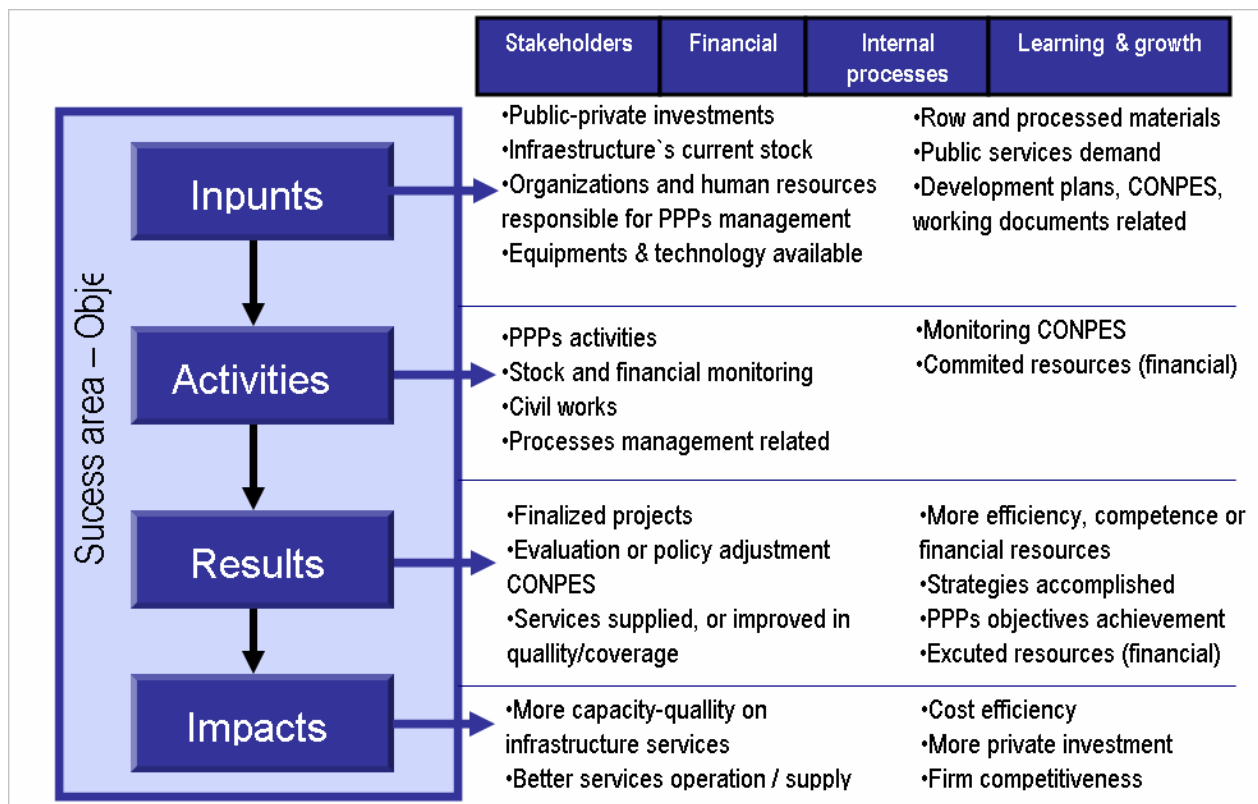 Stakeholders
Financial
Internal
processes
Learning & growth
Sucess area – Obje
Inpunts
•Public-private investments
•Infraestructure`s current stock
•Organizations and human resources
responsible for PPPs management
•Equipments & technology available
•Row and processed materials
•Public services demand
•Development plans, CONPES,
working documents related
Activities
•PPPs activities
•Stock and financial monitoring
•Civil works
•Processes management related
•Monitoring CONPES
•Commited resources (financial)
Results
•Finalized projects
•Evaluation or policy adjustment
CONPES
•Services supplied, or improved in
quallity/coverage
•More efficiency, competence or
financial resources
•Strategies accomplished
•PPPs objectives achievement
•Excuted resources (financial)
Impacts
•More capacity-quallity on
infrastructure services
•Better services operation / supply
•Cost efficiency
•More private investment
•Firm competitiveness